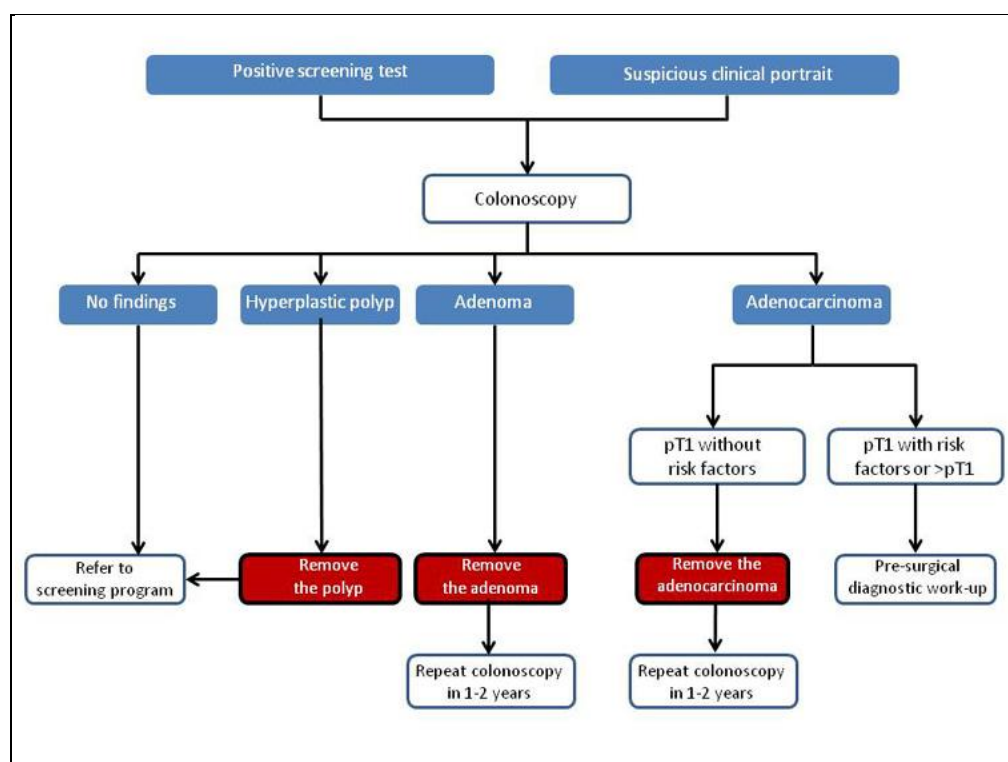 Positive screening test
Suspicious clinical portrait
Colonoscopy
No findings
Hyperplastic polyp
Adenoma
Adenocarcinoma
pT1 without
risk factors
pT1 with risk
factors or >pT1
Refer to
screening program
Remove
the polyp
Remove
the adenoma
Remove the
adenocarcinoma
Pre-surgical
diagnostic work-up
Repeat colonoscopy
in 1-2 years
Repeat colonoscopy
in 1-2 years